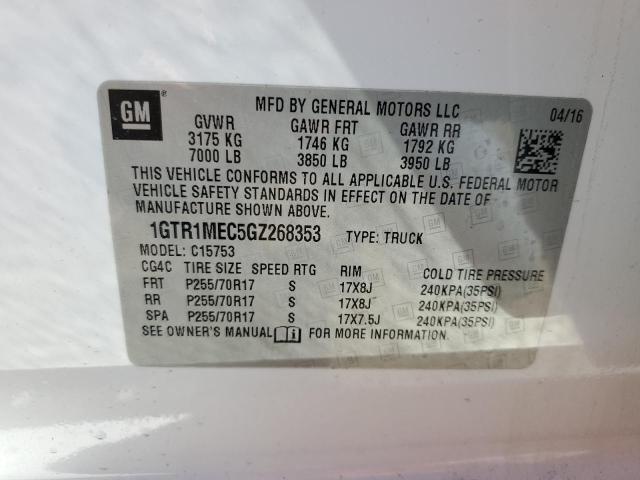 GM ®
MFD BY GENERAL MOTORS LLC 04/16
GVWR GAWR FRT GAWR RR
3175 KG 1746 KG 1792 KG
7000 LB 3850 LB 3950 LB
THIS VEHICLE CONFORMS TO ALL APPLICABLE U.S. FEDERAL MOTOR
VEHICLE SAFETY STANDARDS IN EFFECT ON THE DATE OF
MANUFACTURE SHOWN ABOVE.
1GTR1MEC5GZ268353 TYPE: TRUCK
MODEL: C15753
CG4C TIRE SIZE SPEED RTG RIM COLD TIRE PRESSURE
FRT P255/70R17 S 17X8J 240KPA(35PSI)
RR P255/70R17 S 17X8J 240KPA(35PSI)
SPA P255/70R17 S 17X7.5J 240KPA(35PSI)
SEE OWNER'S MANUAL FOR MORE INFORMATION.